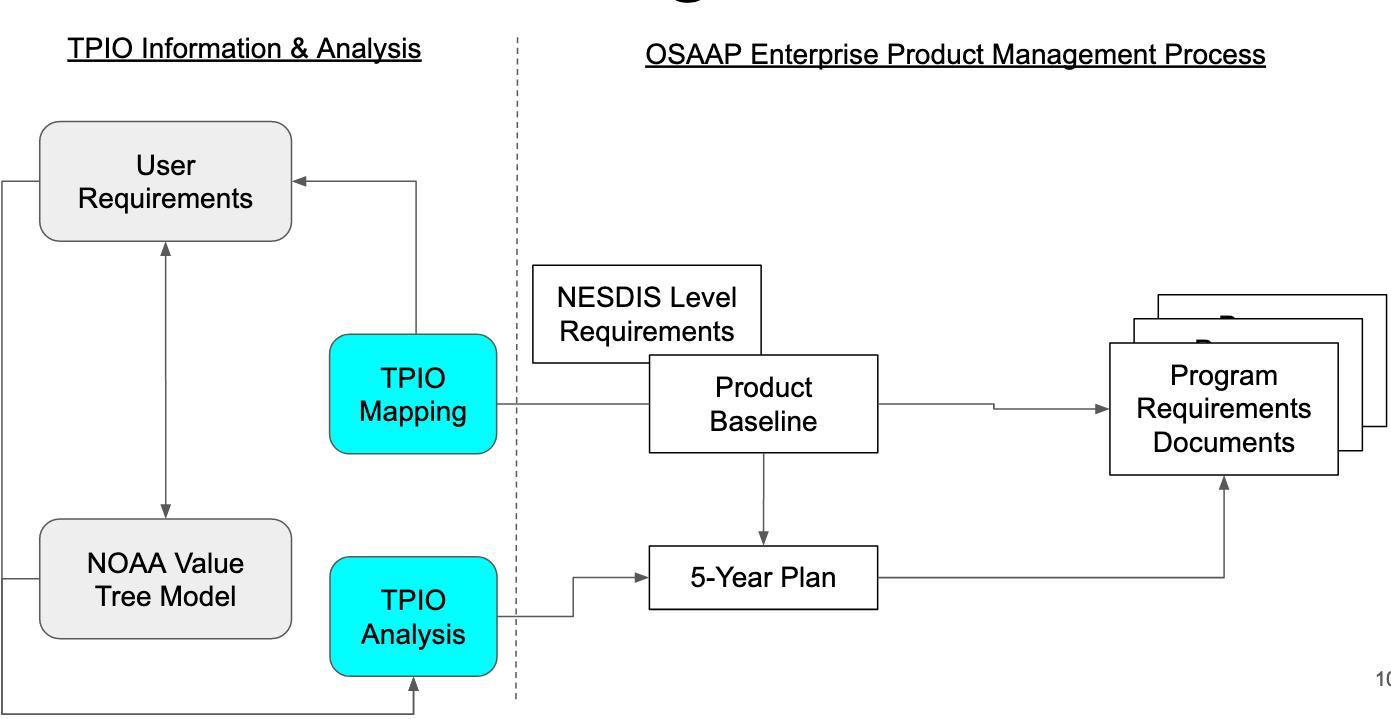 TPIO Information & Analysis
OSAAP Enterprise Product Management Process
User
Requirements
NESDIS Level
Requirements
TPIO
Mapping
Product
Baseline
Program
Requirements
Documents
NOAA Value
Tree Model
TPIO
Analysis
5-Year Plan